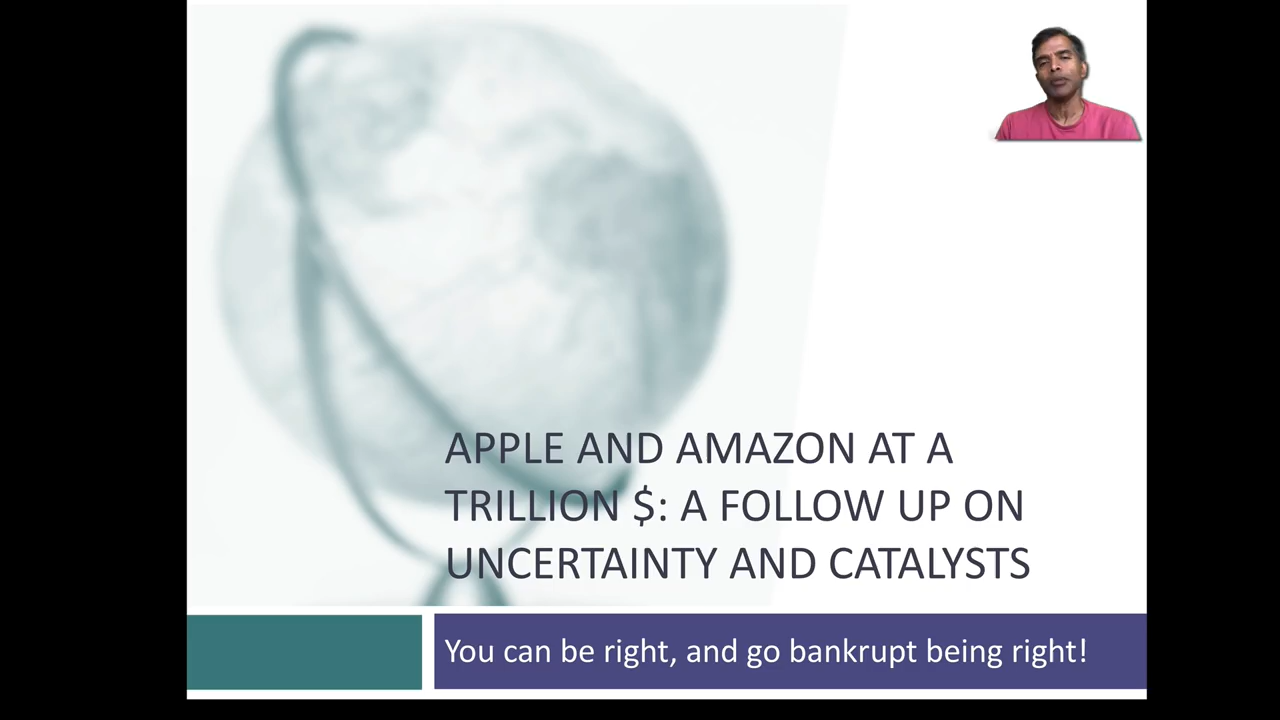 APPLE AND AMAZON AT A
TRILLION $: A FOLLOW UP ON
UNCERTAINTY AND CATALYSTS
You can be right, and go bankrupt being right!